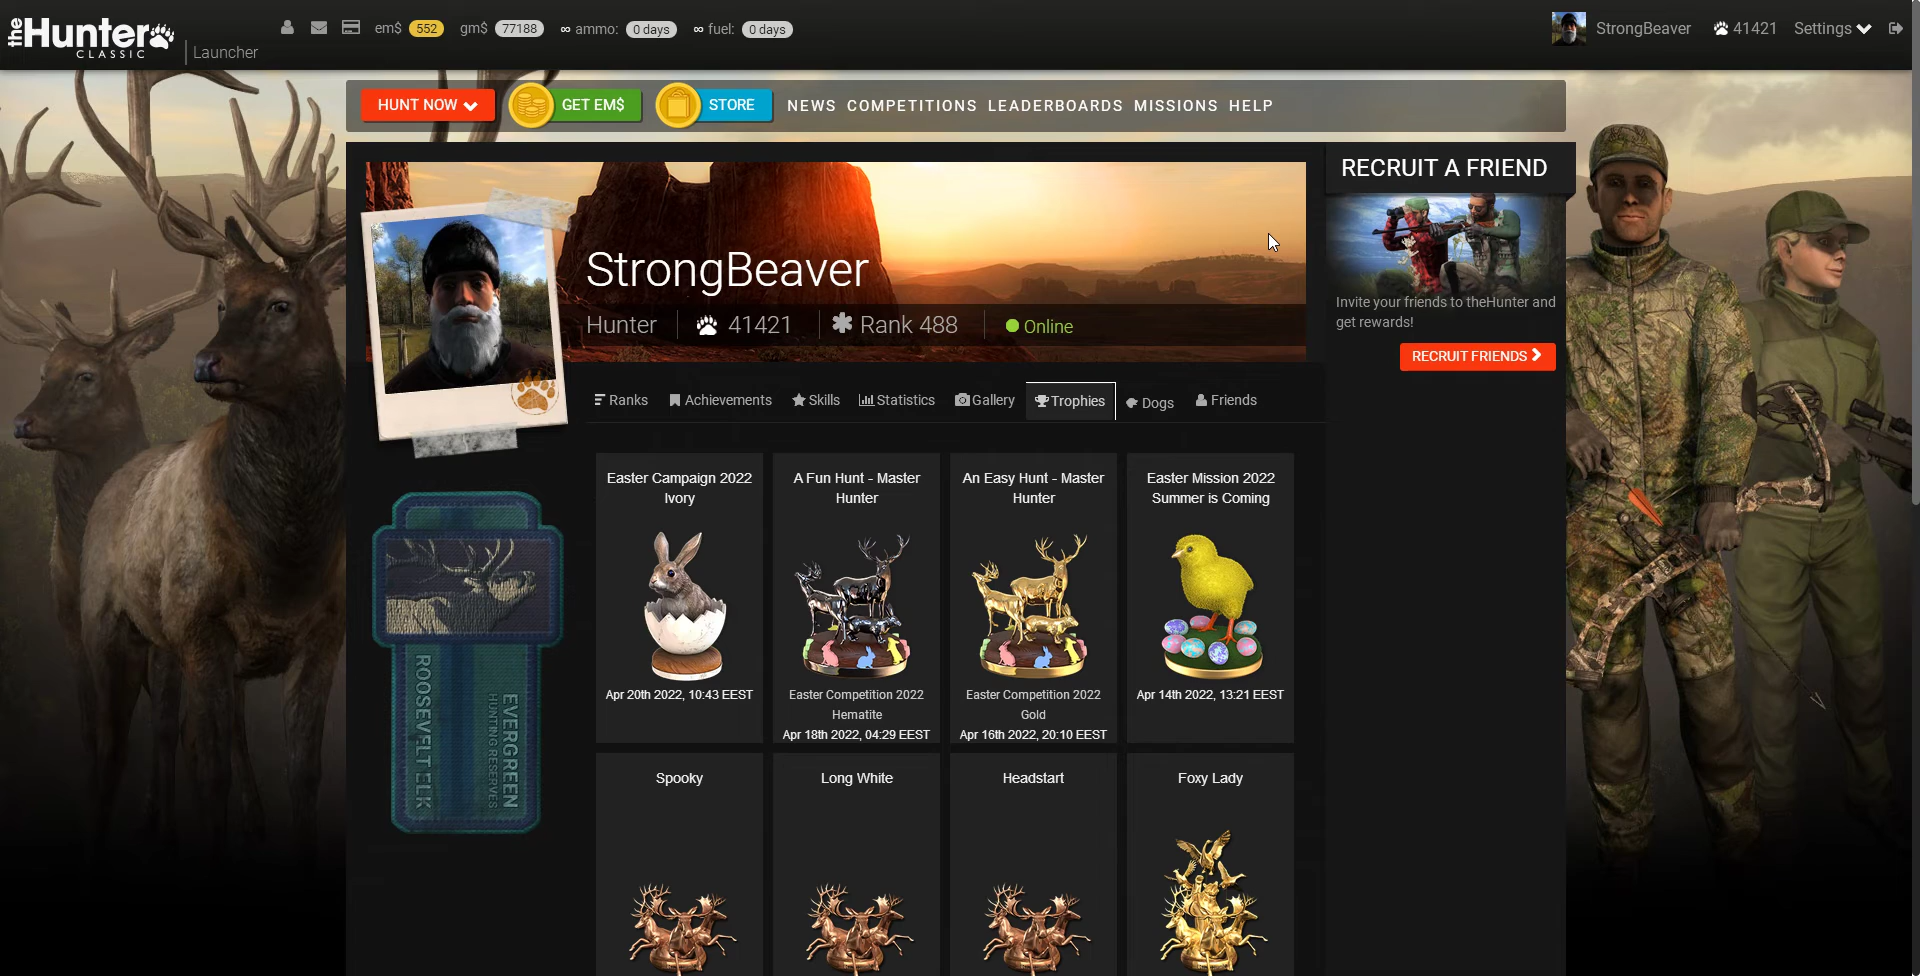 theHunter
CLASSIC
Launcher
em$ 552 gm$ 77188 ∞ ammo: 0 days ∞ fuel: 0 days
StrongBeaver 41421 Settings
HUNT NOW GET EM$ STORE NEWS COMPETITIONS LEADERBOARDS MISSIONS HELP
StrongBeaver
Hunter 41421 Rank 488 Online
Ranks Achievements Skills Statistics Gallery Trophies Dogs Friends
RECRUIT A FRIEND
Invite your friends to theHunter and
get rewards!
RECRUIT FRIENDS
ROOSEVELT ELK
EVERGREEN
HUNTING RESERVES
Easter Campaign 2022
Ivory
Apr 20th 2022, 10:43 EEST
A Fun Hunt - Master
Hunter
Easter Competition 2022
Hematite
Apr 18th 2022, 04:29 EEST
An Easy Hunt - Master
Hunter
Easter Competition 2022
Gold
Apr 16th 2022, 20:10 EEST
Easter Mission 2022
Summer is Coming
Apr 14th 2022, 13:21 EEST
Spooky
Long White
Headstart
Foxy Lady